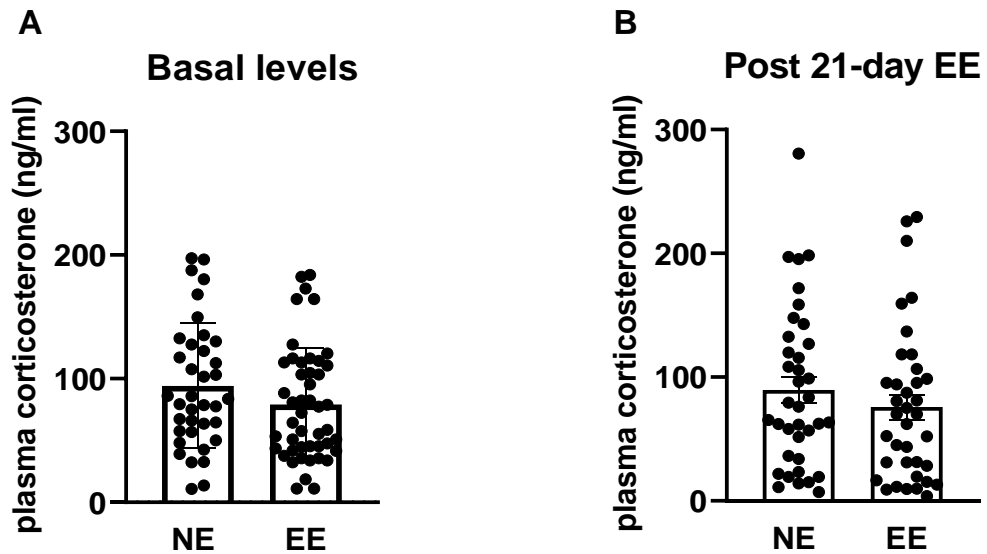 A
Basal levels
plasma corticosterone (ng/ml)
300
200
100
0
NE EE
B
Post 21-day EE
plasma corticosterone (ng/ml)
300
200
100
0
NE EE